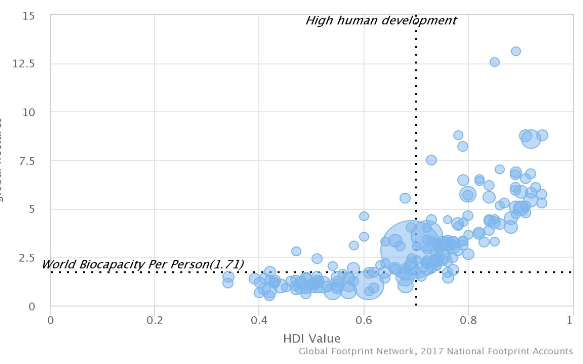 15
High human development
12.5
10
7.5
5
2.5
World Biocapacity Per Person(1.71)
0
0 0.2 0.4 0.6 0.8 1
HDI Value
Global Footprint Network, 2017 National Footprint Accounts